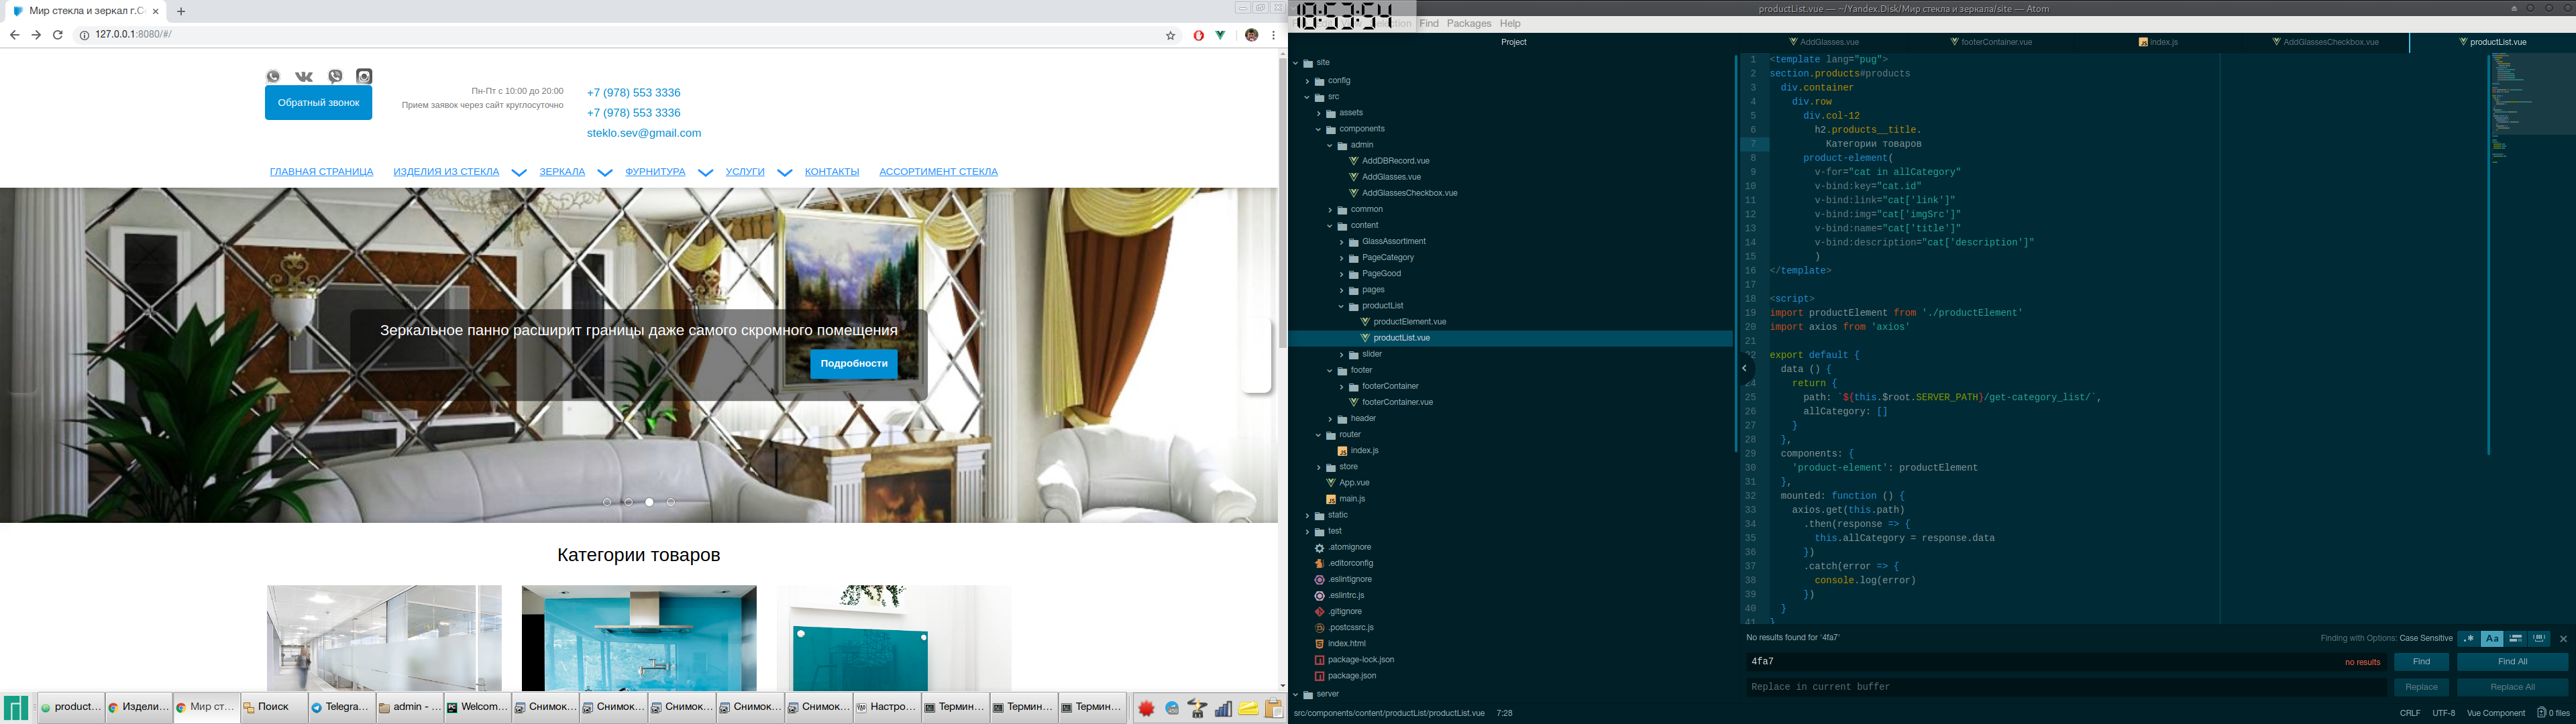 Мир стекла и зеркал г.Се
127.0.0.1:8080/#/
Обратный звонок
Пн-Пт с 10:00 до 20:00
Прием заявок через сайт круглосуточно
+7 (978) 553 3336
+7 (978) 553 3336
steklo.sev@gmail.com
ГЛАВНАЯ СТРАНИЦА ИЗДЕЛИЯ ИЗ СТЕКЛА ЗЕРКАЛА ФУРНИТУРА УСЛУГИ КОНТАКТЫ АССОРТИМЕНТ СТЕКЛА
Зеркальное панно расширит границы даже самого скромного помещения
Подробности
Категории товаров
product... Издели... Мир ст... Поиск Telegra... admin - ... Welcom... Снимок... Снимок... Снимок... Снимок... Снимок... Настро... Термин... Термин... Термин...
productList.vue — ~/Yandex.Disk/Мир стекла и зеркала/site — Atom
18:53:54
Find Packages Help
Project
AddGlasses.vue footerContainer.vue index.js AddGlassesCheckbox.vue productList.vue
site
config
src
assets
components
admin
AddDBRecord.vue
AddGlasses.vue
AddGlassesCheckbox.vue
common
content
GlassAssortiment
PageCategory
PageGood
pages
productList
productElement.vue
productList.vue
slider
footer
footerContainer
footerContainer.vue
header
router
index.js
store
App.vue
main.js
static
test
.atomignore
.editorconfig
.eslintignore
.eslintrc.js
.gitignore
.postcssrc.js
index.html
package-lock.json
package.json
server
1 <template lang="pug">
2 section.products#products
3 div.container
4 div.row
5 div.col-12
6 h2.products__title.
7 Категории товаров
8 product-element(
9 v-for="cat in allCategory"
10 v-bind:key="cat.id"
11 v-bind:link="cat['link']"
12 v-bind:img="cat['imgSrc']"
13 v-bind:name="cat['title']"
14 v-bind:description="cat['description']"
15 )
16 </template>
17
18 <script>
19 import productElement from './productElement'
20 import axios from 'axios'
21
22 export default {
data () {
24 return {
25 path: `${this.$root.SERVER_PATH}/get-category_list/`,
26 allCategory: []
27 }
28 },
29 components: {
30 'product-element': productElement
31 },
32 mounted: function () {
33 axios.get(this.path)
34 .then(response => {
35 this.allCategory = response.data
36 })
37 .catch(error => {
38 console.log(error)
39 })
40 }
41 }
No results found for '4fa7'
Finding with Options: Case Sensitive
.* Aa
4fa7
no results
Find Find All
Replace in current buffer
Replace Replace All
src/components/content/productList/productList.vue 7:28
CRLF UTF-8 Vue Component 0 files